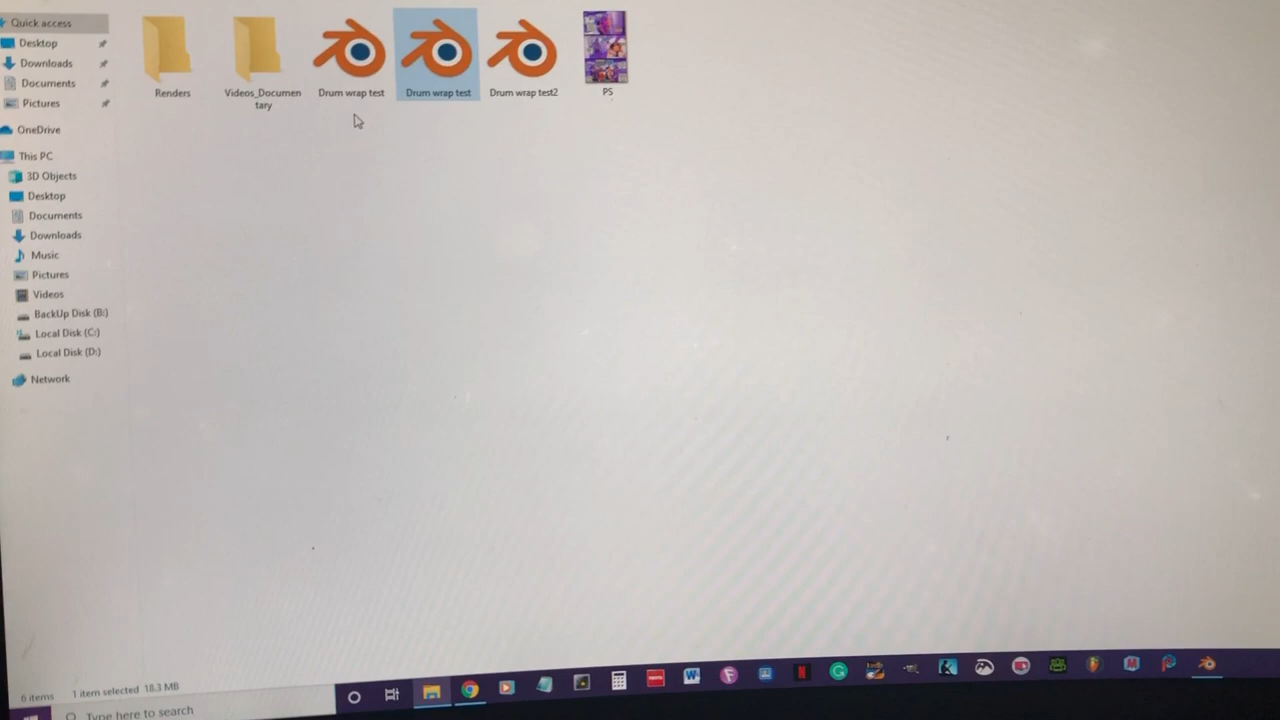 Quick access
Desktop
Downloads
Documents
Pictures
OneDrive
This PC
3D Objects
Desktop
Documents
Downloads
Music
Pictures
Videos
BackUp Disk (B:)
Local Disk (C:)
Local Disk (D:)
Network
Renders
Videos_Documen
tary
Drum wrap test
Drum wrap test
Drum wrap test2
PS
6 items 1 item selected 18.3 MB
Type here to search